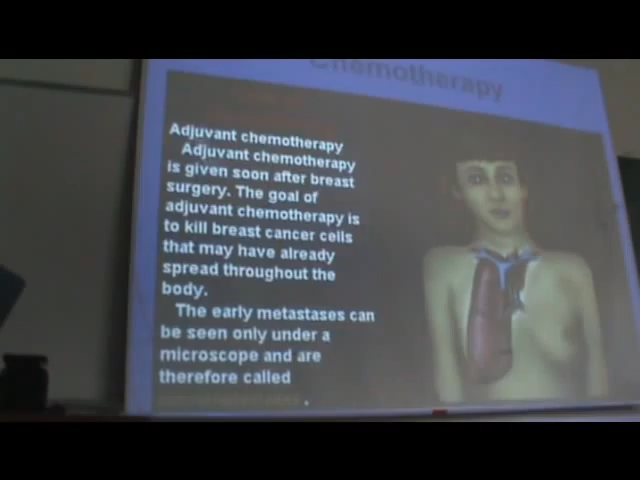 Chemotherapy
Adjuvant chemotherapy
Adjuvant chemotherapy
is given soon after breast
surgery. The goal of
adjuvant chemotherapy is
to kill breast cancer cells
that may have already
spread throughout the
body.
The early metastases can
be seen only under a
microscope and are
therefore called